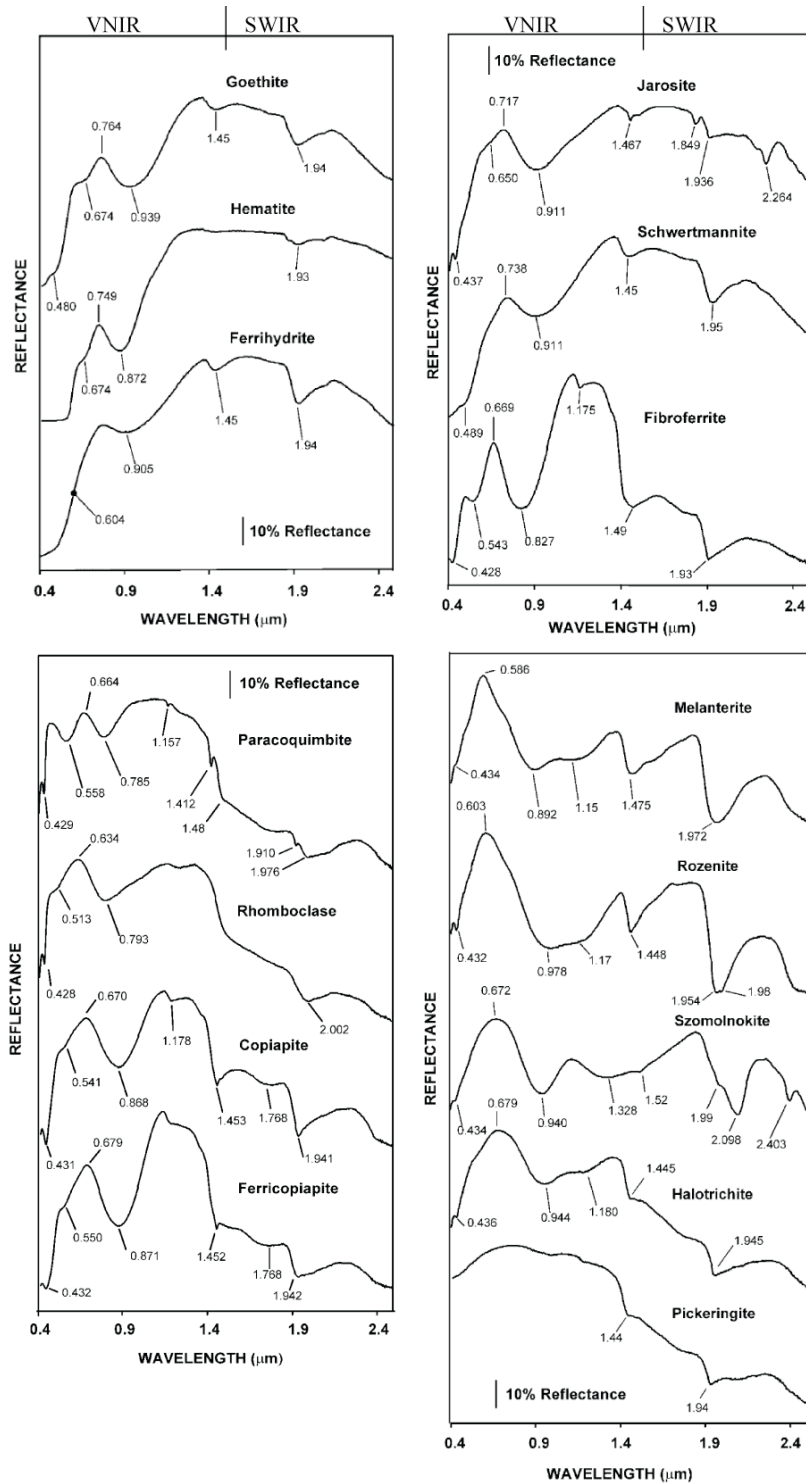 VNIR SWIR
Goethite
0.764
0.674
0.939
1.45
1.94
0.480
Hematite
0.749
1.93
0.674
0.872
Ferrihydrite
1.45
1.94
0.905
0.604
10% Reflectance
REFLECTANCE
0.4 0.9 1.4 1.9 2.4
WAVELENGTH (μm)
VNIR SWIR
10% Reflectance
Jarosite
0.717
0.650
1.467
1.849
1.936
0.911
2.264
0.437
Schwertmannite
0.738
1.45
0.911
1.95
0.489
Fibroferrite
1.175
0.669
0.543
0.827
1.49
0.428
1.93
REFLECTANCE
0.4 0.9 1.4 1.9 2.4
WAVELENGTH (μm)
10% Reflectance
0.664
Paracoquimbite
1.157
0.558
0.785
1.412
0.429
1.48
1.910
1.976
0.634
Rhomboclase
0.513
0.793
0.428
2.002
0.670
1.178
Copiapite
0.541
0.868
1.453
1.768
0.431
1.941
0.679
Ferricopiapite
0.550
0.871
1.452
1.768
0.432
1.942
REFLECTANCE
0.4 0.9 1.4 1.9 2.4
WAVELENGTH (μm)
0.586
Melanterite
0.434
0.892
1.15
1.475
1.972
0.603
Rozenite
0.432
0.978
1.17
1.448
1.954
1.98
0.672
Szomolnokite
0.434
0.940
1.328
1.52
1.99
2.098
2.403
0.679
Halotrichite
1.445
0.436
0.944
1.180
1.945
Pickeringite
1.44
1.94
10% Reflectance
REFLECTANCE
0.4 0.9 1.4 1.9 2.4
WAVELENGTH (μm)